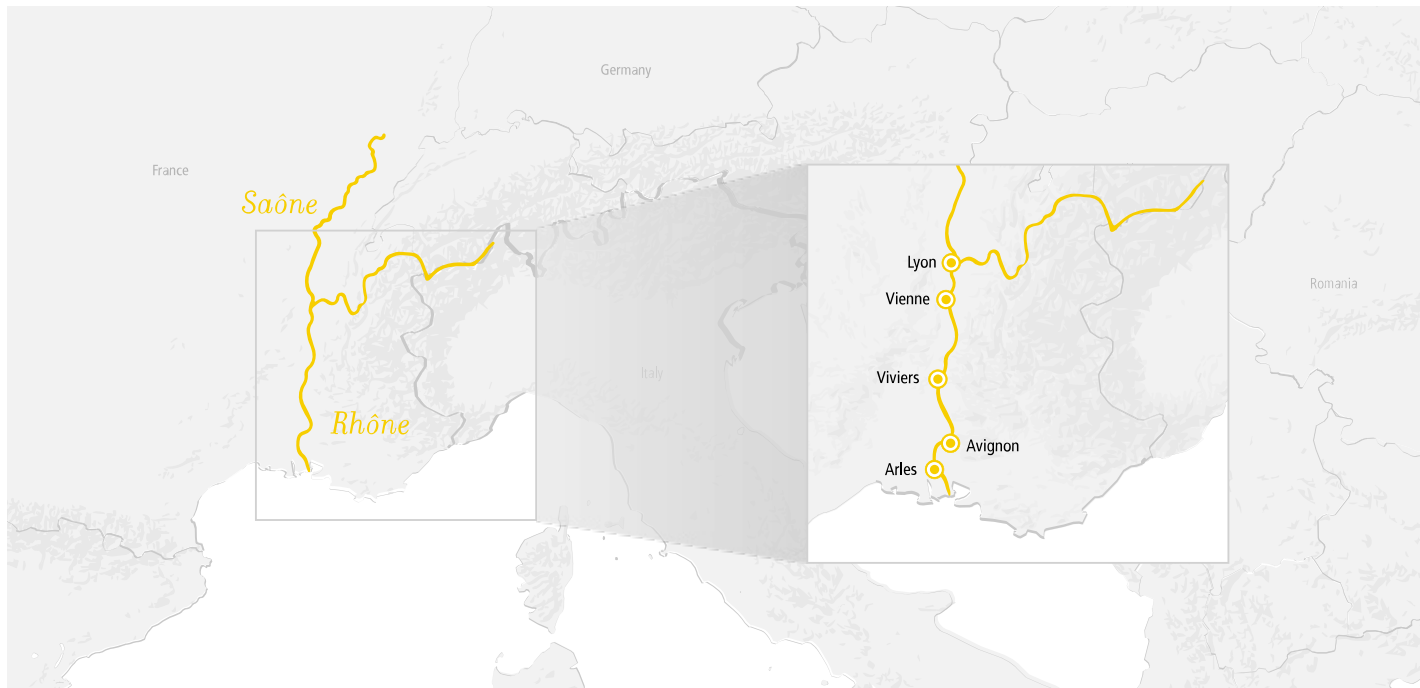 Germany
France
Saône
Lyon
Romania
Vienne
Italy
Viviers
Rhône
Avignon
Arles